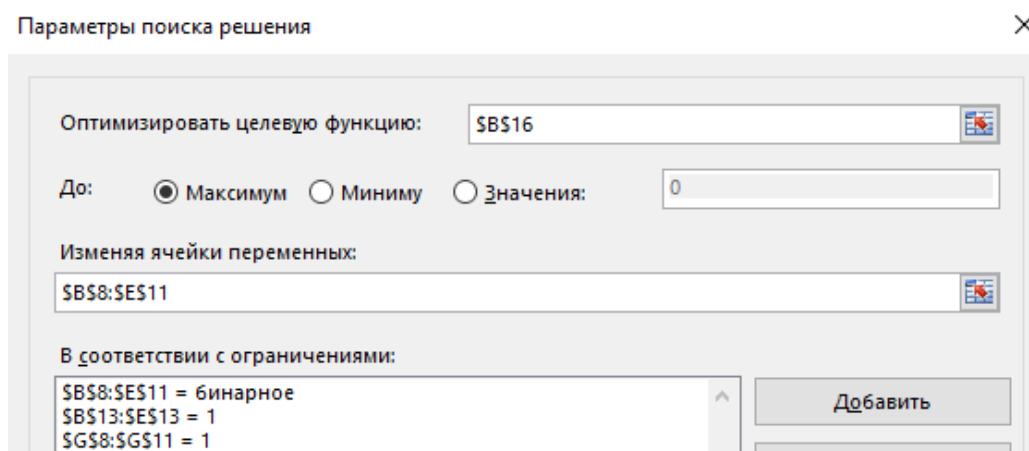 Параметры поиска решения
Оптимизировать целевую функцию: $B$16
До: Максимум Миниму Значения: 0
Изменяя ячейки переменных:
$B$8:$E$11
В соответствии с ограничениями:
$B$8:$E$11 = бинарное
$B$13:$E$13 = 1
Добавить
$G$8:$G$11 = 1